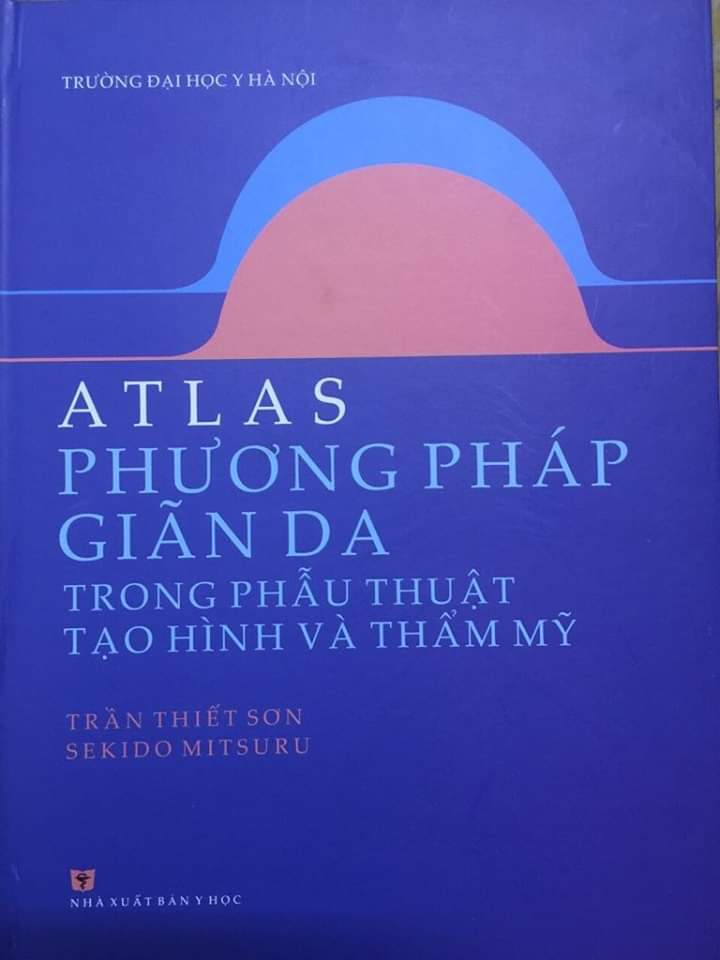 TRƯỜNG ĐẠI HỌC Y HÀ NỘI
ATLAS
PHƯƠNG PHÁP
GIÃN DA
TRONG PHẪU THUẬT
TẠO HÌNH VÀ THẨM MỸ
TRẦN THIẾT SƠN
SEKIDO MITSURU
NHÀ XUẤT BẢN Y HỌC